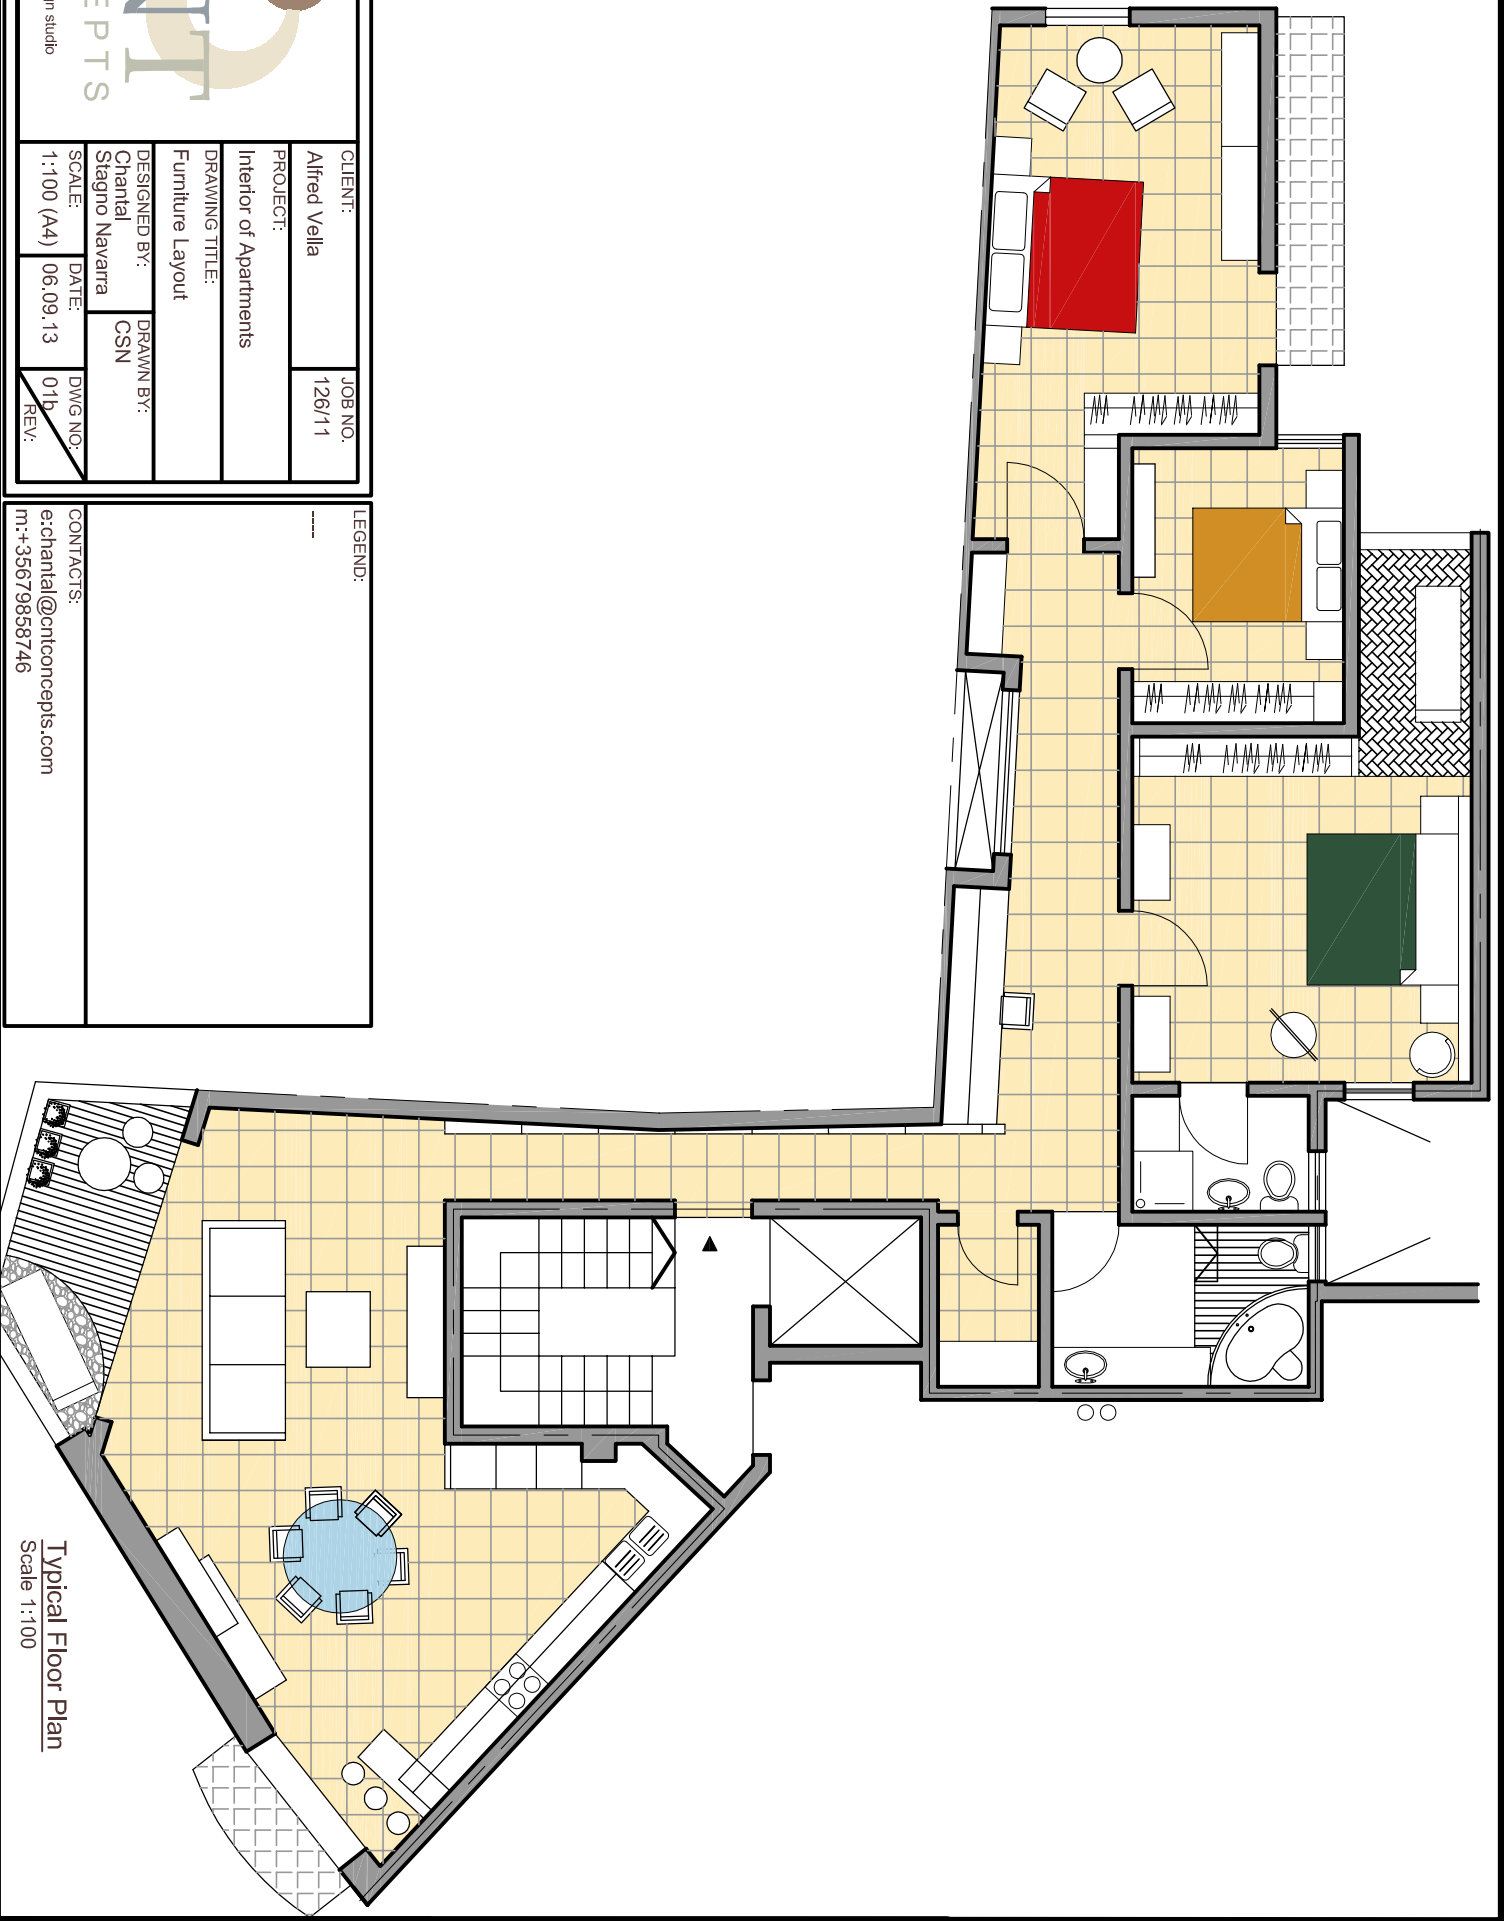 NT
EPTS
gn studio
CLIENT:
Alfred Vella
JOB NO.
126/11
PROJECT:
Interior of Apartments
DRAWING TITLE:
Furniture Layout
DESIGNED BY:
Chantal
Stagno Navarra
DRAWN BY:
CSN
SCALE:
1:100 (A4)
DATE:
06.09.13
DWG NO:
01b
REV:
LEGEND:
----
CONTACTS:
e:chantal@cntconcepts.com
m:+35679858746
Typical Floor Plan
Scale 1:100